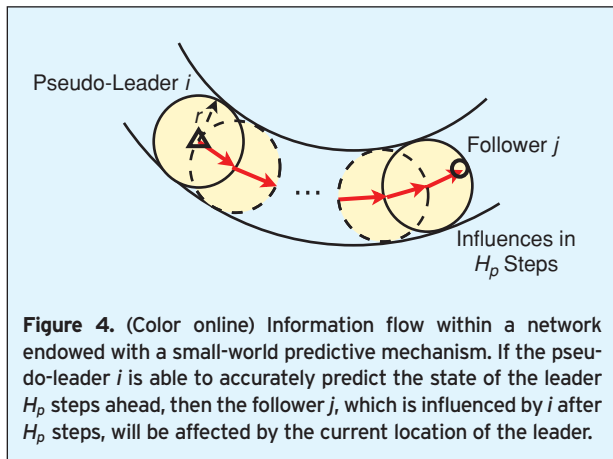 Pseudo-Leader i
r
Follower j
...
Influences in
Hp Steps
Figure 4. (Color online) Information flow within a network
endowed with a small-world predictive mechanism. If the pseu-
do-leader i is able to accurately predict the state of the leader
Hp steps ahead, then the follower j, which is influenced by i after
Hp steps, will be affected by the current location of the leader.